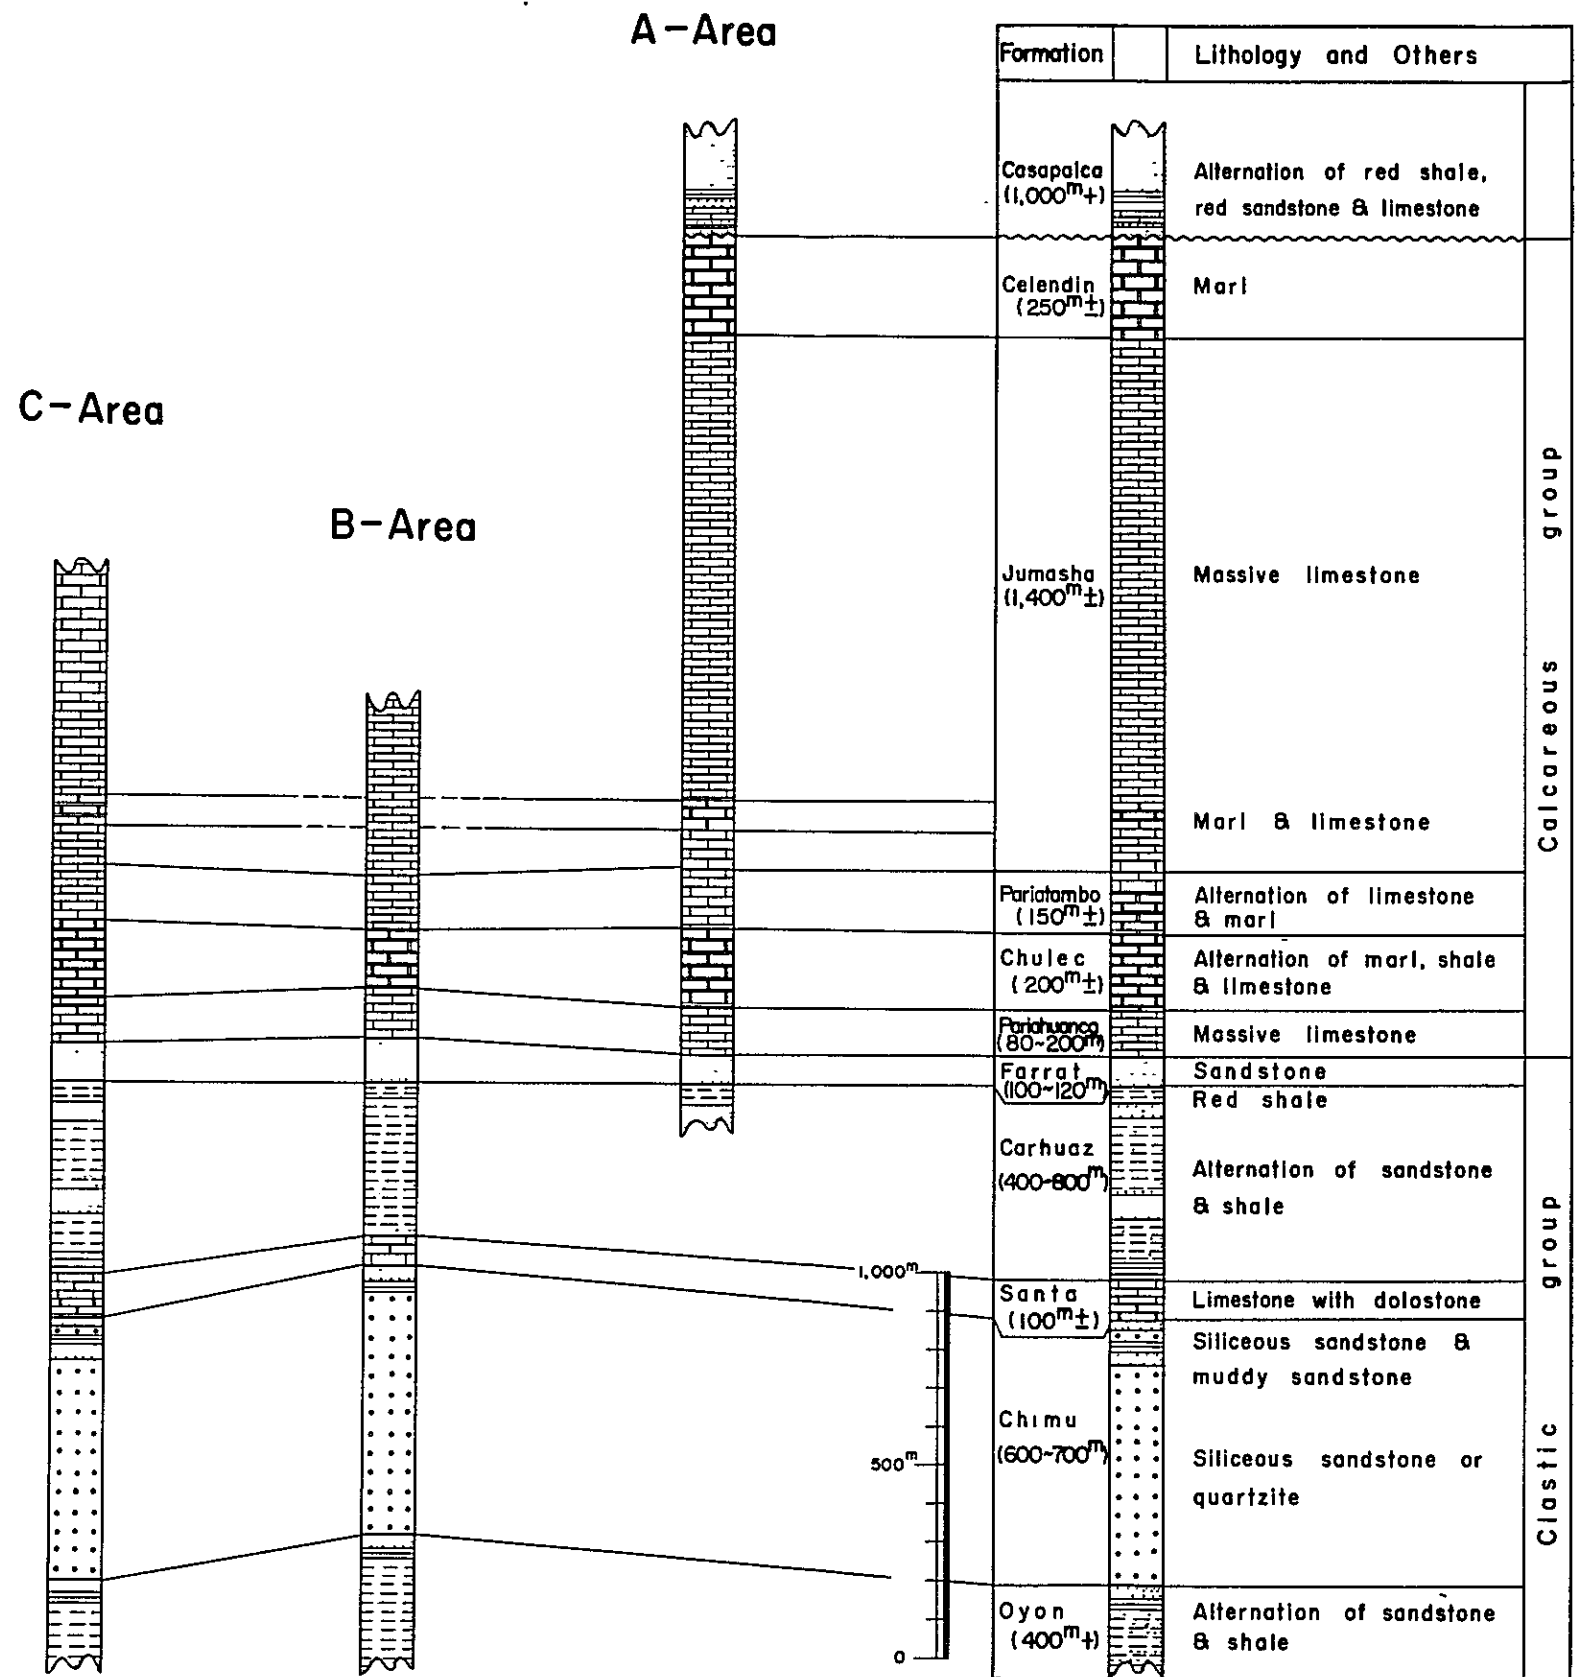 A-Area
C-Area
B-Area
1,000m
500m
0
Formation
Lithology and Others
Casapalca
(1,000m+)
Alternation of red shale,
red sandstone & limestone
Celendin
(250m±)
Marl
Jumasha
(1,400m±)
Massive limestone
Marl & limestone
Pariatambo
(150m±)
Alternation of limestone
& marl
Chulec
(200m±)
Alternation of marl, shale
& limestone
Pariahuanca
(80~200m)
Massive limestone
Farrat
(100~120m)
Sandstone
Red shale
Carhuaz
(400~800m)
Alternation of sandstone
& shale
Santa
(100m±)
Limestone with dolostone
Siliceous sandstone &
muddy sandstone
Chimu
(600~700m)
Siliceous sandstone or
quartzite
Oyon
(400m+)
Alternation of sandstone
& shale
Calcareous group
Clastic group